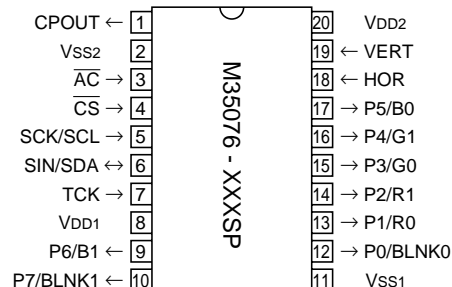 CPOUT ← 1
VSS2 2
AC → 3
CS → 4
SCK/SCL → 5
SIN/SDA ↔ 6
TCK → 7
VDD1 8
P6/B1 ← 9
P7/BLNK1 ← 10
M35076 - XXXSP
20 VDD2
19 ← VERT
18 ← HOR
17 → P5/B0
16 → P4/G1
15 → P3/G0
14 → P2/R1
13 → P1/R0
12 → P0/BLNK0
11 VSS1